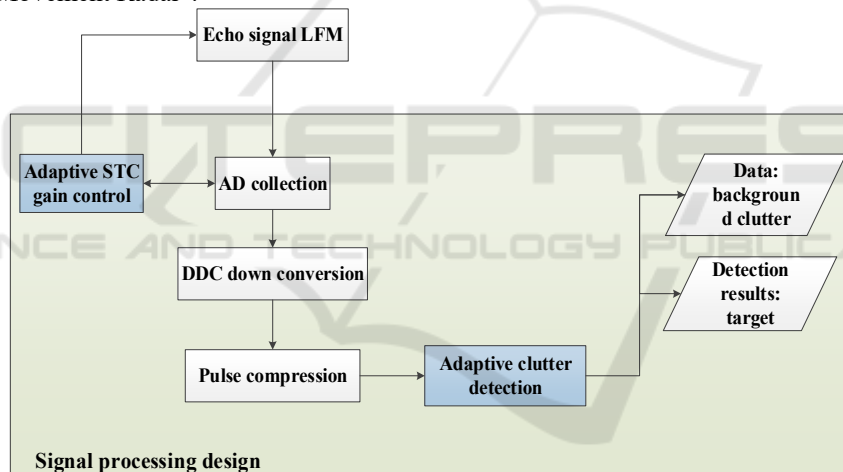 Echo signal LFM
Adaptive STC
gain control
AD collection
Data:
backgroun
d clutter
DDC down conversion
Detection
results:
target
Pulse compression
Adaptive clutter
detection
Signal processing design